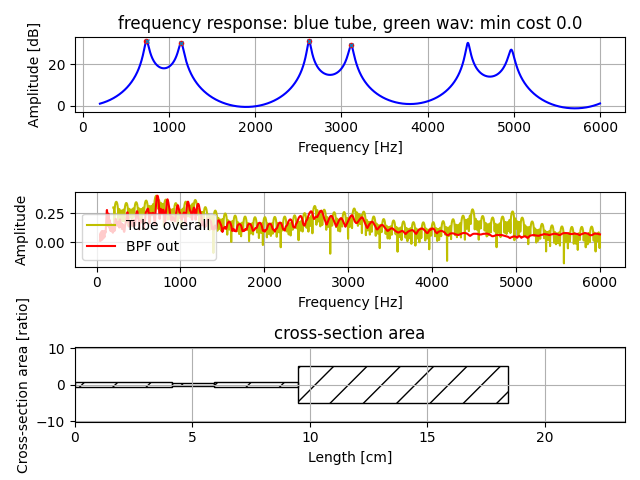 frequency response: blue tube, green wav: min cost 0.0
Amplitude [dB]
20
0
0 1000 2000 3000 4000 5000 6000
Frequency [Hz]
Amplitude
0.25
0.00
Tube overall
BPF out
0 1000 2000 3000 4000 5000 6000
Frequency [Hz]
cross-section area
Cross-section area [ratio]
10
0
−10
0 5 10 15 20
Length [cm]